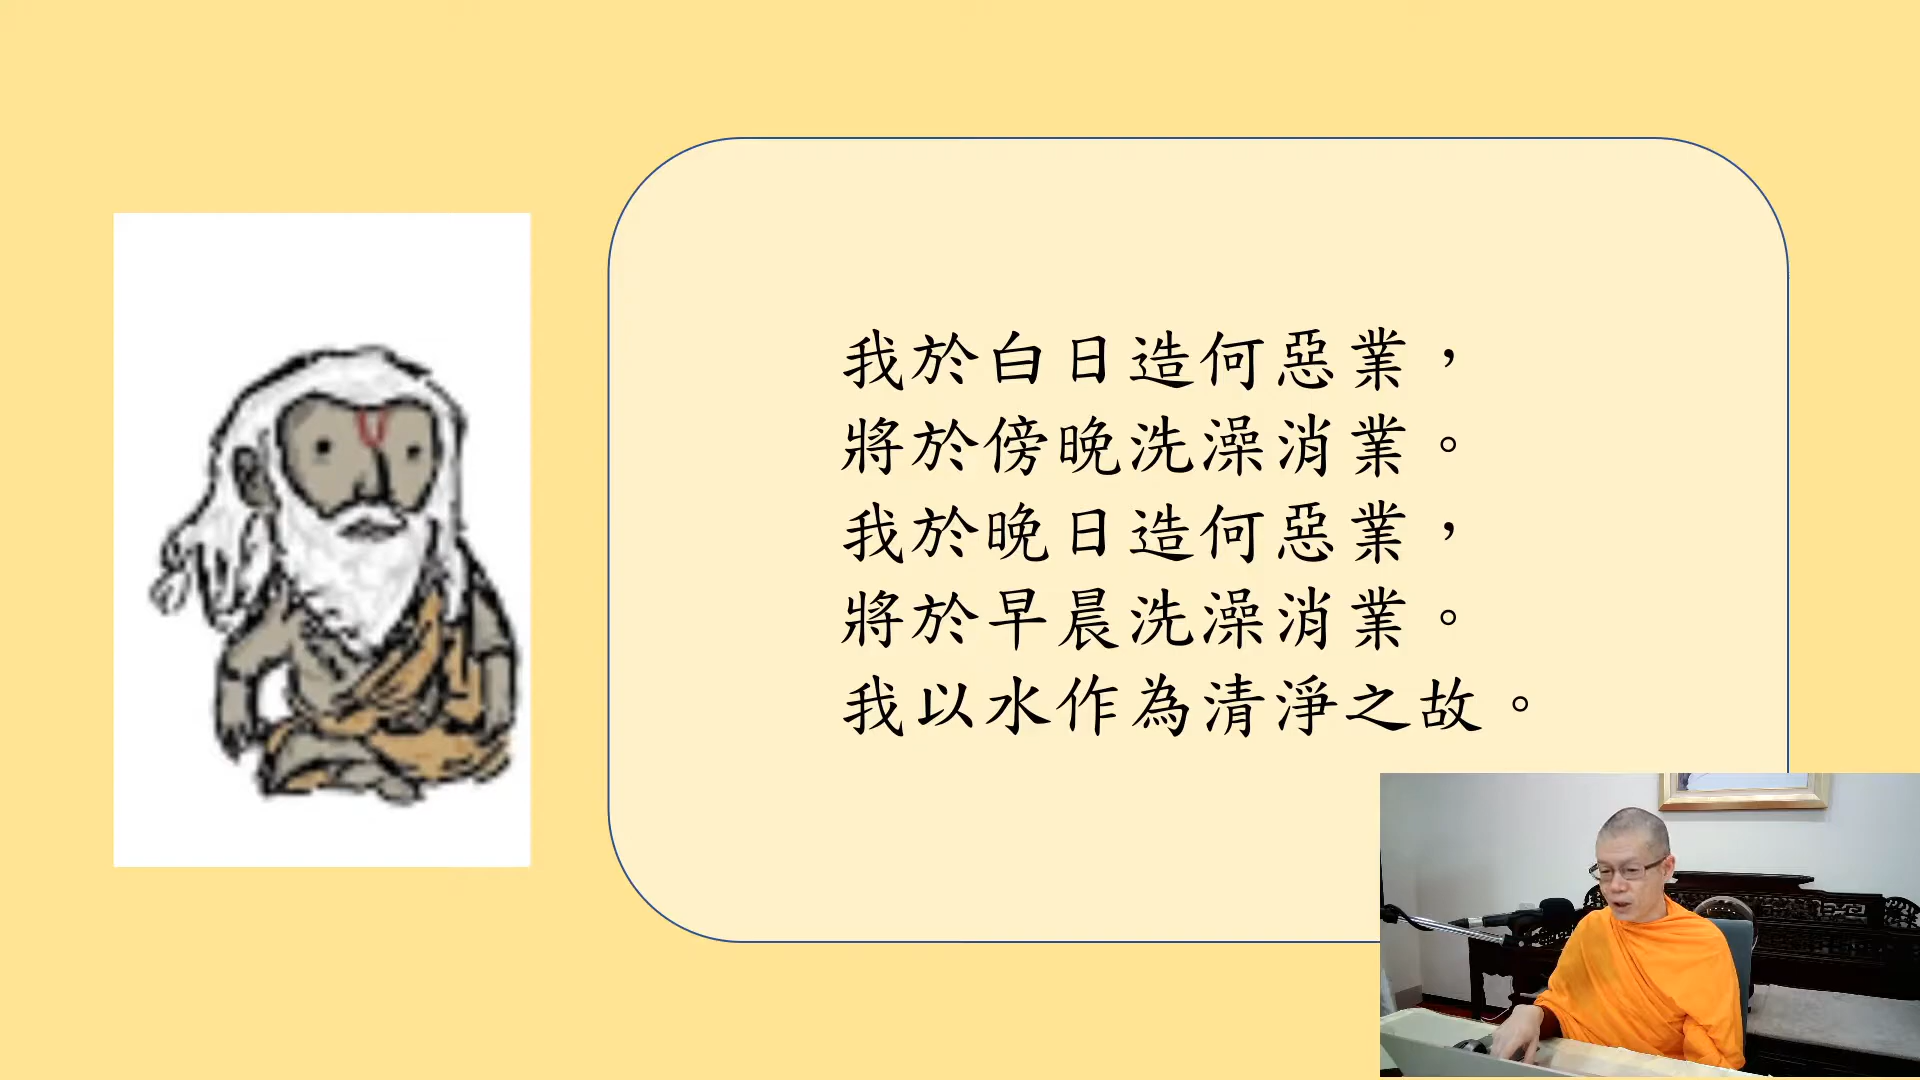 我於白日造何惡業，
將於傍晚洗澡消業。
我於晚日造何惡業，
將於早晨洗澡消業。
我以水作為清淨之故。